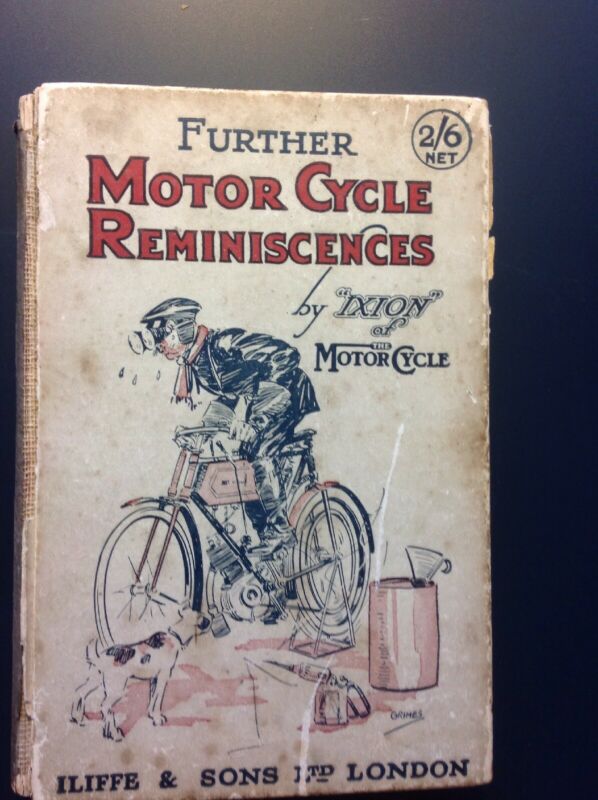 FURTHER
2/6
NET
MOTOR CYCLE
REMINISCENCES
by "IXION"
of
THE
MOTOR CYCLE
GRIMES
ILIFFE & SONS LTD LONDON